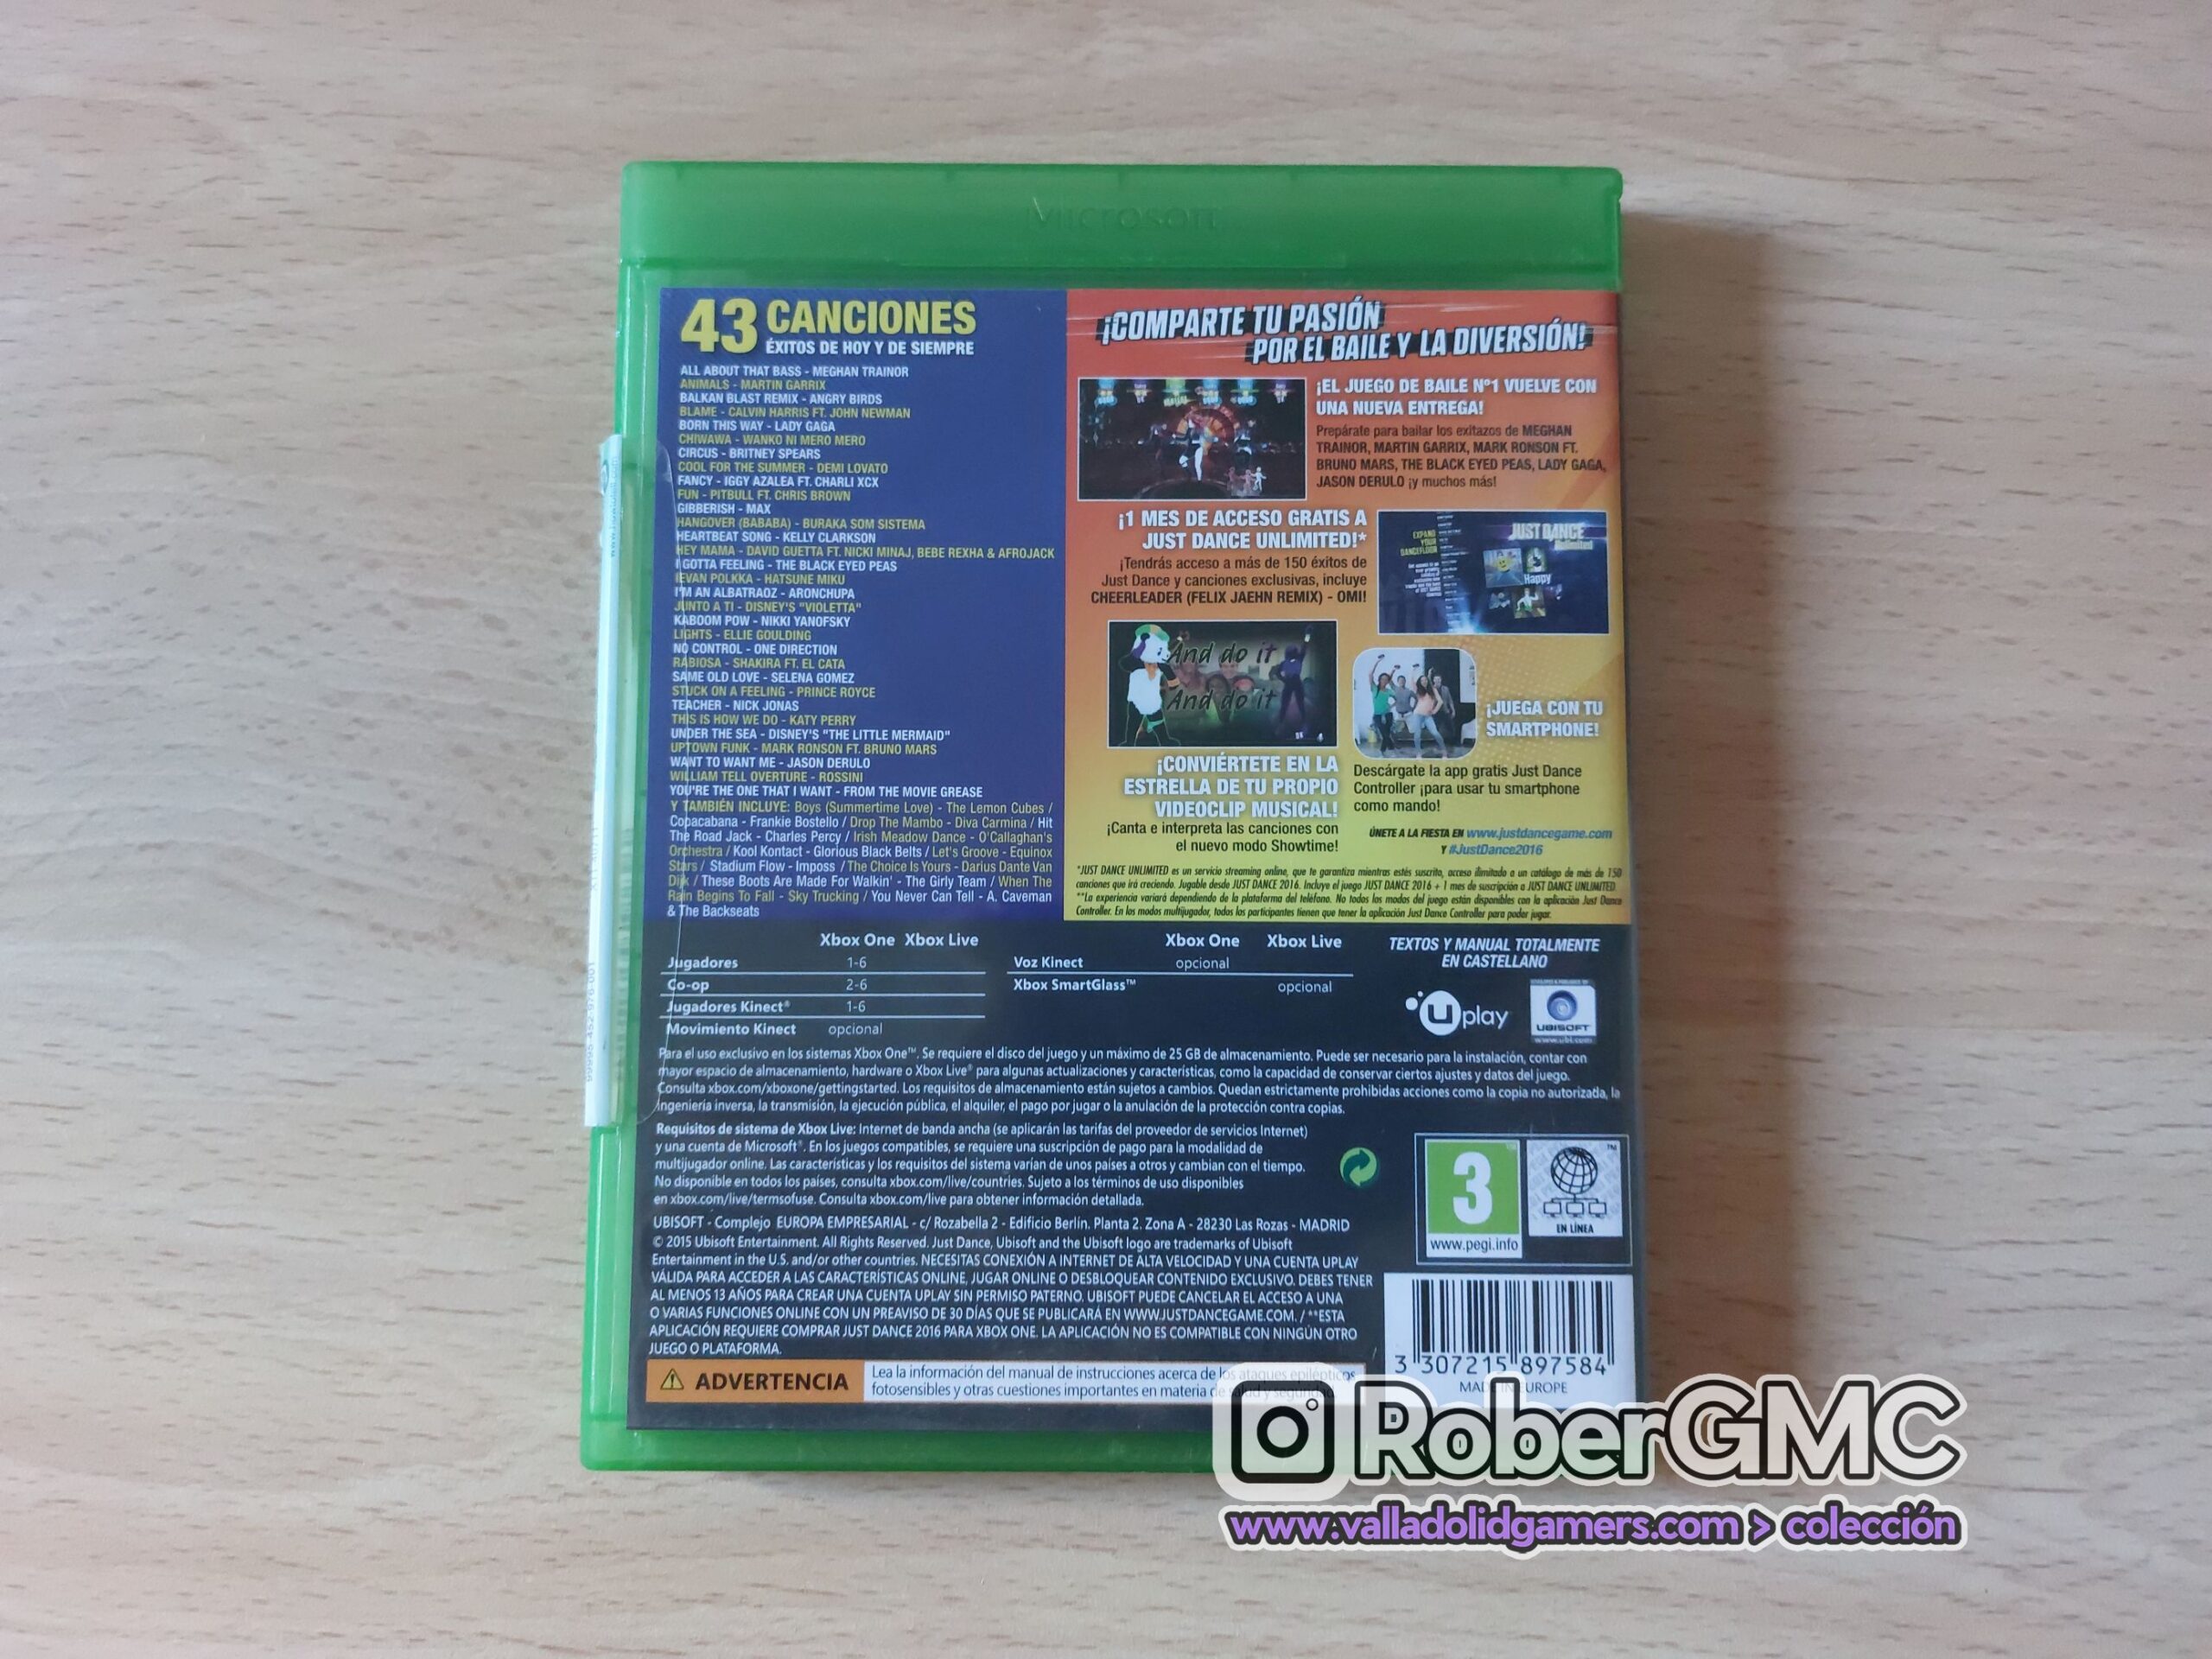 Microsoft
43 CANCIONES
ÉXITOS DE HOY Y DE SIEMPRE
ALL ABOUT THAT BASS - MEGHAN TRAINOR
ANIMALS - MARTIN GARRIX
BALKAN BLAST REMIX - ANGRY BIRDS
BLAME - CALVIN HARRIS FT. JOHN NEWMAN
BORN THIS WAY - LADY GAGA
CHIWAWA - WANKO NI MERO MERO
CIRCUS - BRITNEY SPEARS
COOL FOR THE SUMMER - DEMI LOVATO
FANCY - IGGY AZALEA FT. CHARLI XCX
FUN - PITBULL FT. CHRIS BROWN
GIBBERISH - MAX
HANGOVER (BABABA) - BURAKA SOM SISTEMA
HEARTBEAT SONG - KELLY CLARKSON
HEY MAMA - DAVID GUETTA FT. NICKI MINAJ, BEBE REXHA & AFROJACK
I GOTTA FEELING - THE BLACK EYED PEAS
IEVAN POLKKA - HATSUNE MIKU
I'M AN ALBATRAOZ - ARONCHUPA
JUNTO A TI - DISNEY'S "VIOLETTA"
KABOOM POW - NIKKI YANOFSKY
LIGHTS - ELLIE GOULDING
NO CONTROL - ONE DIRECTION
RABIOSA - SHAKIRA FT. EL CATA
SAME OLD LOVE - SELENA GOMEZ
STUCK ON A FEELING - PRINCE ROYCE
TEACHER - NICK JONAS
THIS IS HOW WE DO - KATY PERRY
UNDER THE SEA - DISNEY'S "THE LITTLE MERMAID"
UPTOWN FUNK - MARK RONSON FT. BRUNO MARS
WANT TO WANT ME - JASON DERULO
WILLIAM TELL OVERTURE - ROSSINI
YOU'RE THE ONE THAT I WANT - FROM THE MOVIE GREASE
Y TAMBIÉN INCLUYE: Boys (Summertime Love) - The Lemon Cubes /
Copacabana - Frankie Bostello / Drop The Mambo - Diva Carmina / Hit
The Road Jack - Charles Percy / Irish Meadow Dance - O'Callaghan's
Orchestra / Kool Kontact - Glorious Black Belts / Let's Groove - Equinox
Stars / Stadium Flow - Imposs / The Choice Is Yours - Darius Dante Van
Dijk / These Boots Are Made For Walkin' - The Girly Team / When The
Rain Begins To Fall - Sky Trucking / You Never Can Tell - A. Caveman
& The Backseats
¡COMPARTE TU PASIÓN
POR EL BAILE Y LA DIVERSIÓN!
¡EL JUEGO DE BAILE Nº1 VUELVE CON
UNA NUEVA ENTREGA!
Prepárate para bailar los exitazos de MEGHAN
TRAINOR, MARTIN GARRIX, MARK RONSON FT.
BRUNO MARS, THE BLACK EYED PEAS, LADY GAGA,
JASON DERULO ¡y muchos más!
¡1 MES DE ACCESO GRATIS A
JUST DANCE UNLIMITED!*
¡Tendrás acceso a más de 150 éxitos de
Just Dance y canciones exclusivas, incluye
CHEERLEADER (FELIX JAEHN REMIX) - OMI!
EXPAND
YOUR
DANCEFLOOR
JUST DANCE
Unlimited
Happy
And do it
And do it
¡CONVIÉRTETE EN LA
ESTRELLA DE TU PROPIO
VIDEOCLIP MUSICAL!
¡Canta e interpreta las canciones con
el nuevo modo Showtime!
¡JUEGA CON TU
SMARTPHONE!
Descárgate la app gratis Just Dance
Controller ¡para usar tu smartphone
como mando!
ÚNETE A LA FIESTA EN www.justdancegame.com
Y #JustDance2016
*JUST DANCE UNLIMITED es un servicio streaming online, que te garantiza mientras estés suscrito, acceso ilimitado a un catálogo de más de 150
canciones que irá creciendo. Jugable desde JUST DANCE 2016. Incluye el juego JUST DANCE 2016 + 1 mes de suscripción a JUST DANCE UNLIMITED
**La experiencia variará dependiendo de la plataforma del teléfono. No todos los modos del juego están disponibles con la aplicación Just Dance
Controller. En los modos multijugador, todos los participantes tienen que tener la aplicación Just Dance Controller para poder jugar.
Xbox One Xbox Live
Jugadores 1-6
Co-op 2-6
Jugadores Kinect® 1-6
Movimiento Kinect opcional
Xbox One Xbox Live
Voz Kinect opcional
Xbox SmartGlass™ opcional
TEXTOS Y MANUAL TOTALMENTE
EN CASTELLANO
Uplay
UBISOFT
www.ubi.com
Para el uso exclusivo en los sistemas Xbox One™. Se requiere el disco del juego y un máximo de 25 GB de almacenamiento. Puede ser necesario para la instalación, contar con
mayor espacio de almacenamiento, hardware o Xbox Live® para algunas actualizaciones y características, como la capacidad de conservar ciertos ajustes y datos del juego.
Consulta xbox.com/xboxone/gettingstarted. Los requisitos de almacenamiento están sujetos a cambios. Quedan estrictamente prohibidas acciones como la copia no autorizada, la
ingeniería inversa, la transmisión, la ejecución pública, el alquiler, el pago por jugar o la anulación de la protección contra copias.
Requisitos de sistema de Xbox Live: Internet de banda ancha (se aplicarán las tarifas del proveedor de servicios Internet)
y una cuenta de Microsoft®. En los juegos compatibles, se requiere una suscripción de pago para la modalidad de
multijugador online. Las características y los requisitos del sistema varían de unos países a otros y cambian con el tiempo.
No disponible en todos los países, consulta xbox.com/live/countries. Sujeto a los términos de uso disponibles
en xbox.com/live/termsofuse. Consulta xbox.com/live para obtener información detallada.
UBISOFT - Complejo EUROPA EMPRESARIAL - c/ Rozabella 2 - Edificio Berlín. Planta 2. Zona A - 28230 Las Rozas - MADRID
© 2015 Ubisoft Entertainment. All Rights Reserved. Just Dance, Ubisoft and the Ubisoft logo are trademarks of Ubisoft
Entertainment in the U.S. and/or other countries. NECESITAS CONEXIÓN A INTERNET DE ALTA VELOCIDAD Y UNA CUENTA UPLAY
VÁLIDA PARA ACCEDER A LAS CARACTERÍSTICAS ONLINE, JUGAR ONLINE O DESBLOQUEAR CONTENIDO EXCLUSIVO. DEBES TENER
AL MENOS 13 AÑOS PARA CREAR UNA CUENTA UPLAY SIN PERMISO PATERNO. UBISOFT PUEDE CANCELAR EL ACCESO A UNA
O VARIAS FUNCIONES ONLINE CON UN PREAVISO DE 30 DÍAS QUE SE PUBLICARÁ EN WWW.JUSTDANCEGAME.COM. / **ESTA
APLICACIÓN REQUIERE COMPRAR JUST DANCE 2016 PARA XBOX ONE. LA APLICACIÓN NO ES COMPATIBLE CON NINGÚN OTRO
JUEGO O PLATAFORMA.
3
www.pegi.info
EN LÍNEA
™
3 307215 897584
MADE IN EUROPE
ADVERTENCIA
Lea la información del manual de instrucciones acerca de los ataques epilépticos
fotosensibles y otras cuestiones importantes en materia de salud y seguridad.
RoberGMC
www.valladolidgamers.com > colección